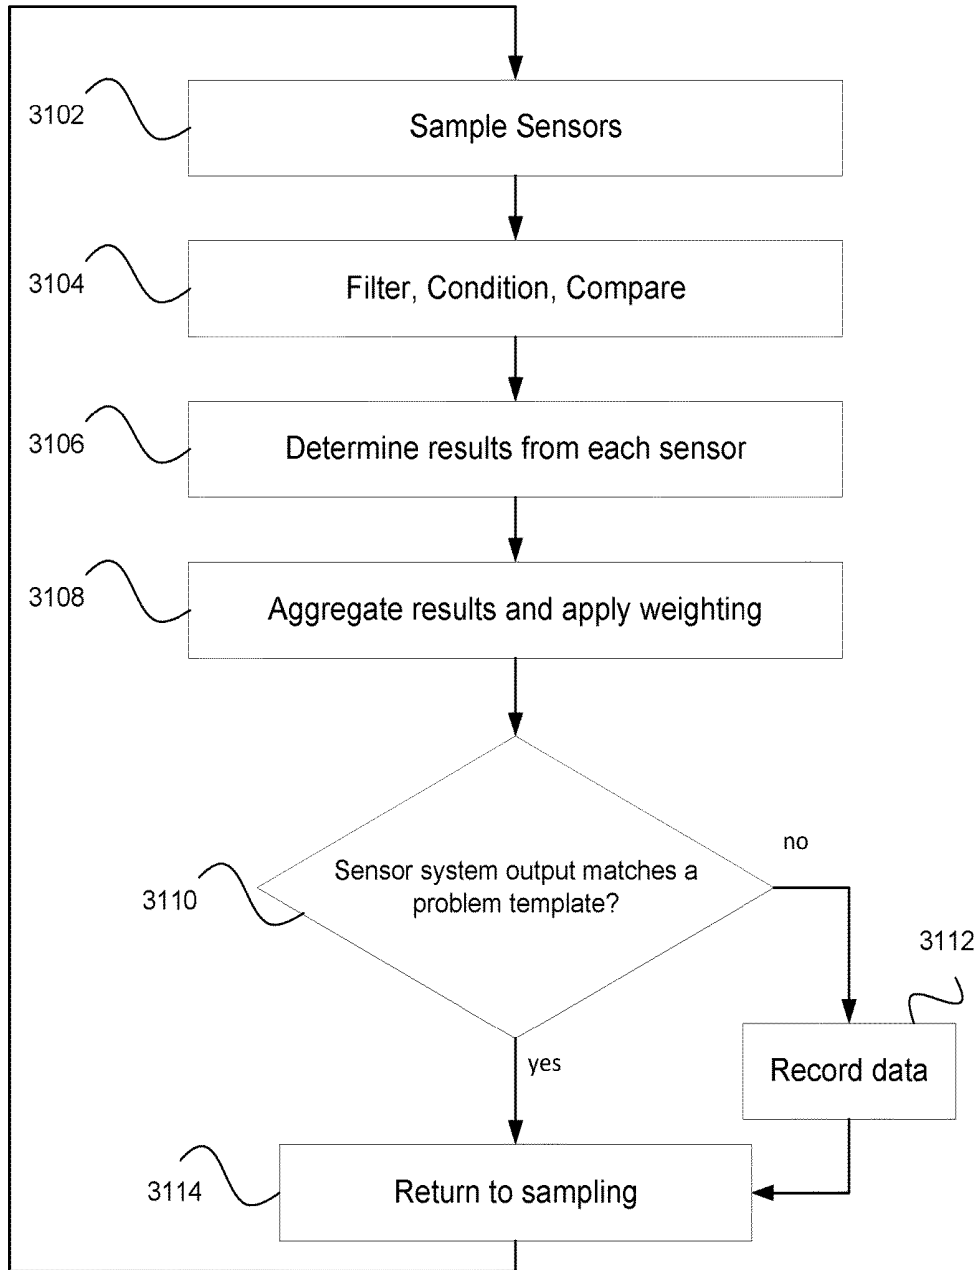 3102
Sample Sensors
3104
Filter, Condition, Compare
3106
Determine results from each sensor
3108
Aggregate results and apply weighting
no
Sensor system output matches a
problem template?
3110
3112
yes
Record data
3114
Return to sampling